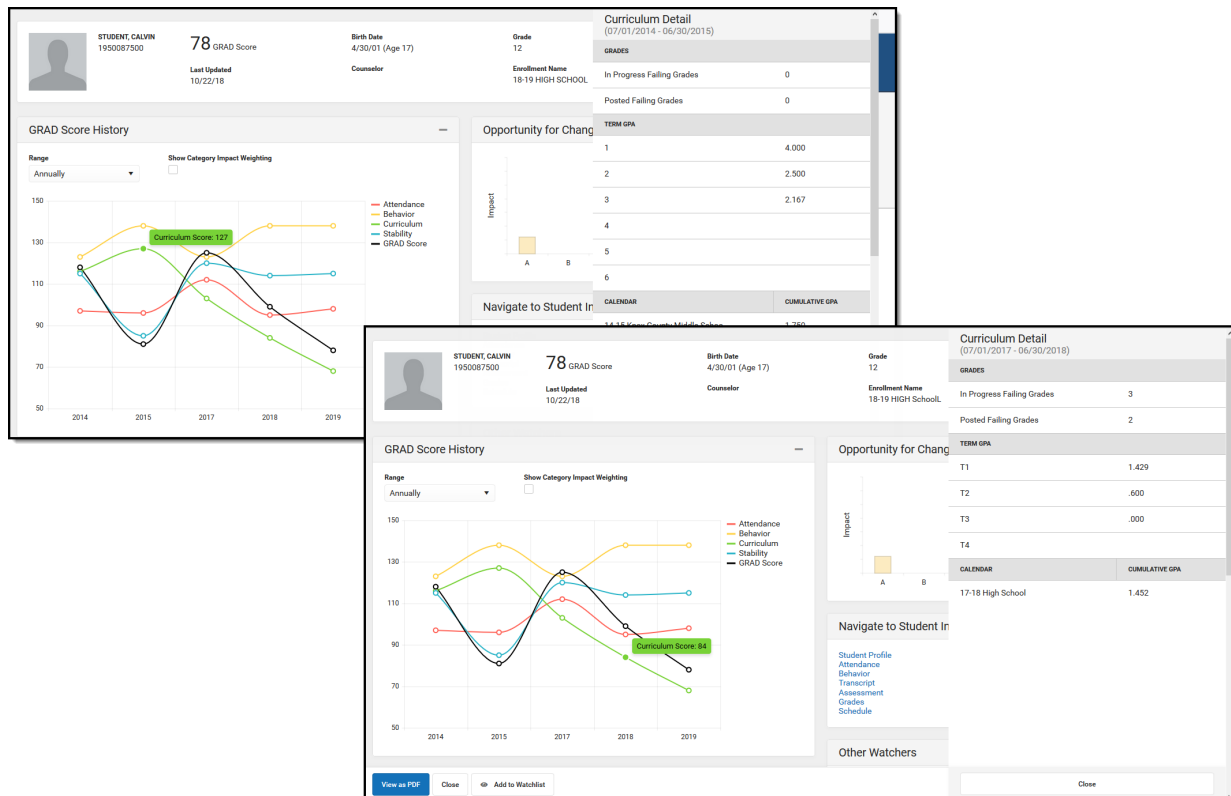 STUDENT, CALVIN
1950087500
78 GRAD Score
Last Updated
10/22/18
Birth Date
4/30/01 (Age 17)
Counselor
Grade
12
Enrollment Name
18-19 HIGH SCHOOL
GRAD Score History
Range
Annually
Show Category Impact Weighting
150
130
110
90
70
50
2014
2015
2017
2018
2019
Curriculum Score: 127
Attendance
Behavior
Curriculum
Stability
GRAD Score
Opportunity for Chang
Impact
A
B
Navigate to Student In
Curriculum Detail
(07/01/2014 - 06/30/2015)
GRADES
In Progress Failing Grades 0
Posted Failing Grades 0
TERM GPA
1 4.000
2 2.500
3 2.167
4
5
6
CALENDAR CUMULATIVE GPA
14-15 Knox County Middle Schoo 1.750
STUDENT, CALVIN
1950087500
78 GRAD Score
Last Updated
10/22/18
Birth Date
4/30/01 (Age 17)
Counselor
Grade
12
Enrollment Name
18-19 HIGH SchoolL
GRAD Score History
Range
Annually
Show Category Impact Weighting
150
130
110
90
70
50
2014
2015
2017
2018
2019
Curriculum Score: 84
Attendance
Behavior
Curriculum
Stability
GRAD Score
Opportunity for Chang
Impact
A
B
Navigate to Student In
Student Profile
Attendance
Behavior
Transcript
Assessment
Grades
Schedule
Other Watchers
Curriculum Detail
(07/01/2017 - 06/30/2018)
GRADES
In Progress Failing Grades 3
Posted Failing Grades 2
TERM GPA
T1 1.429
T2 .600
T3 .000
T4
CALENDAR CUMULATIVE GPA
17-18 High School 1.452
View as PDF
Close
Add to Watchlist
Close